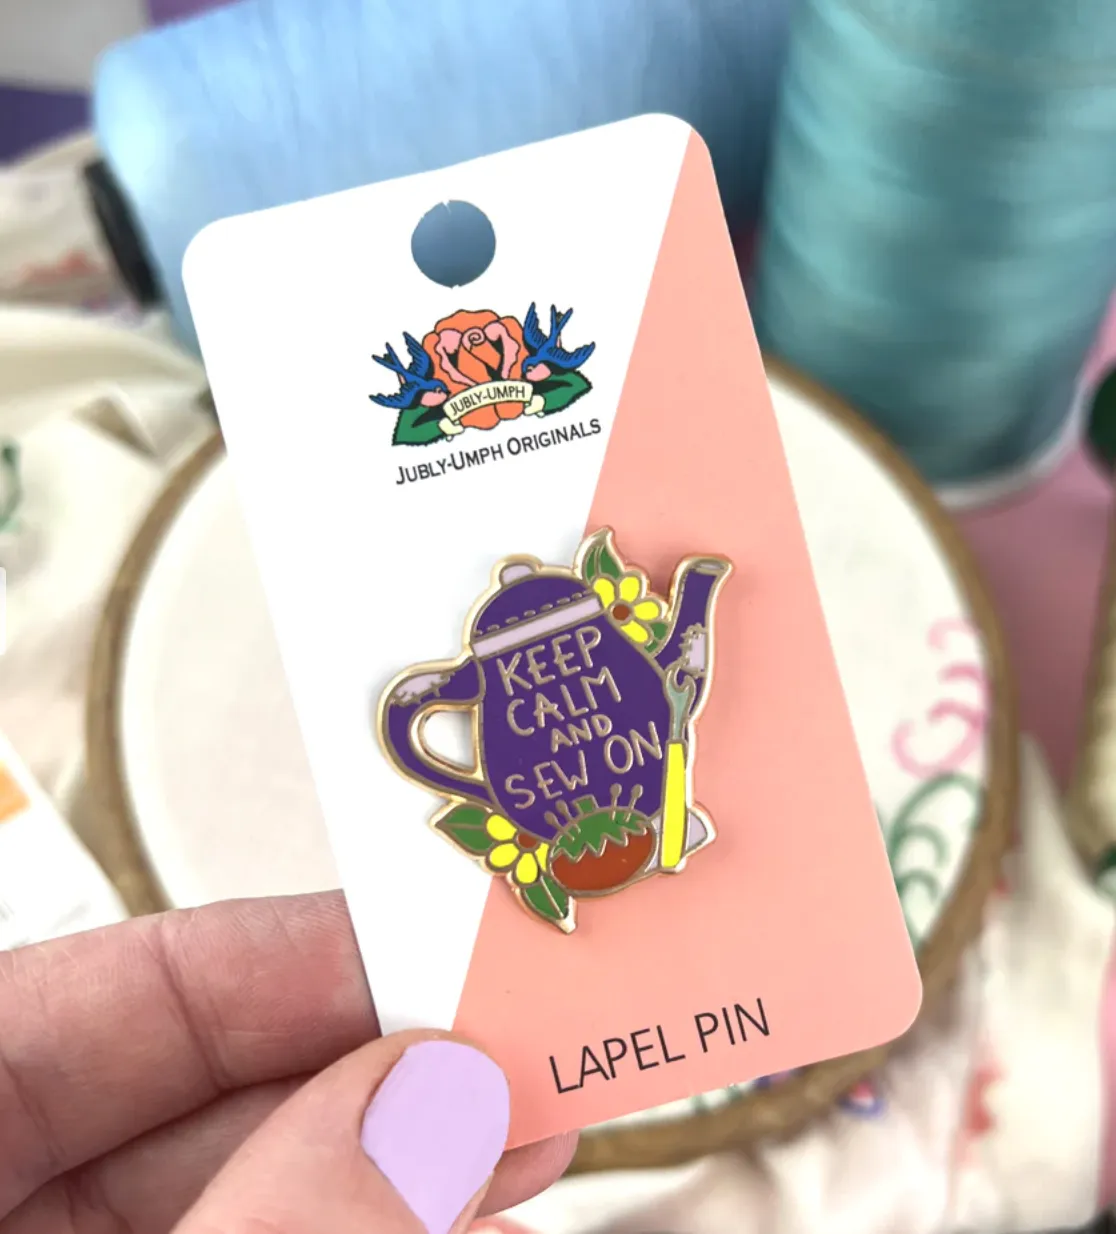 JUBLY-UMPH
JUBLY-UMPH ORIGINALS
KEEP
CALM
AND
SEW ON
LAPEL PIN